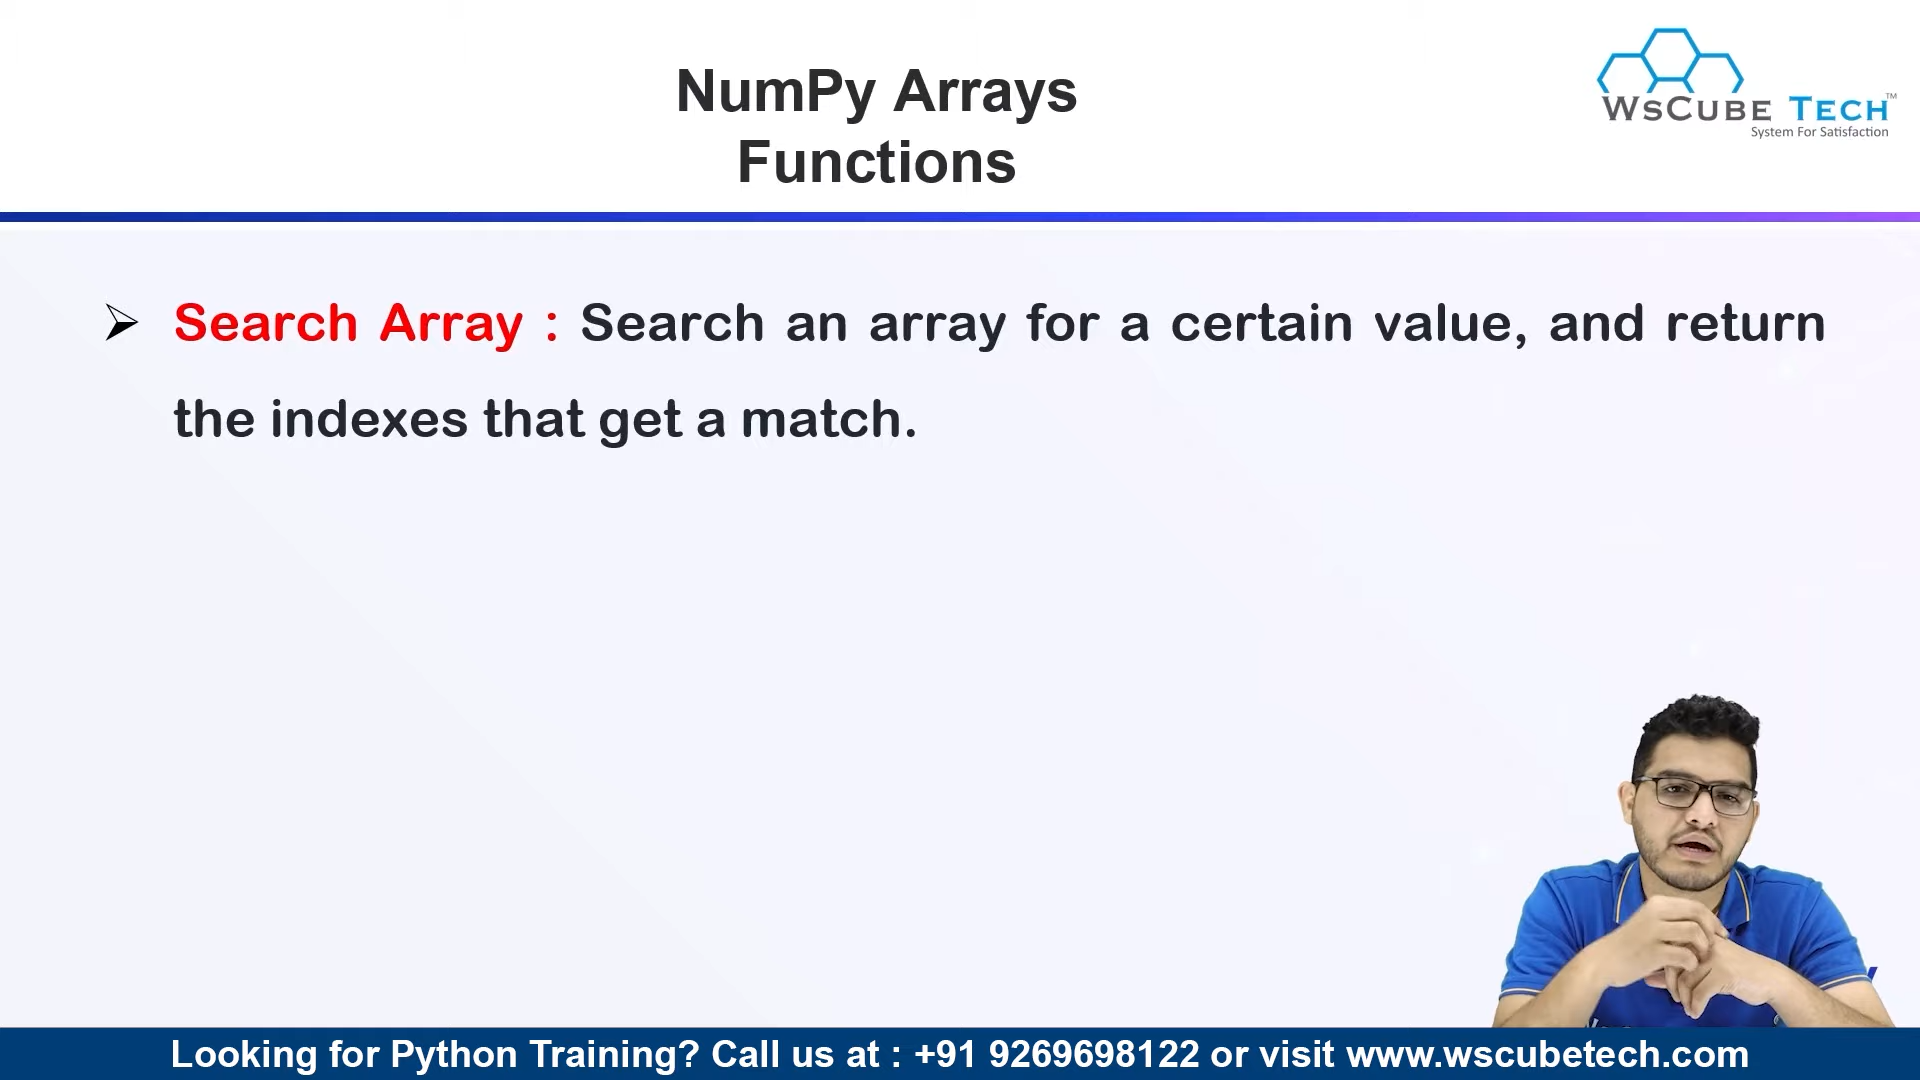 NumPy Arrays
Functions
WsCube Tech™
System For Satisfaction
➢ Search Array : Search an array for a certain value, and return
the indexes that get a match.
Looking for Python Training? Call us at : +91 9269698122 or visit www.wscubetech.com